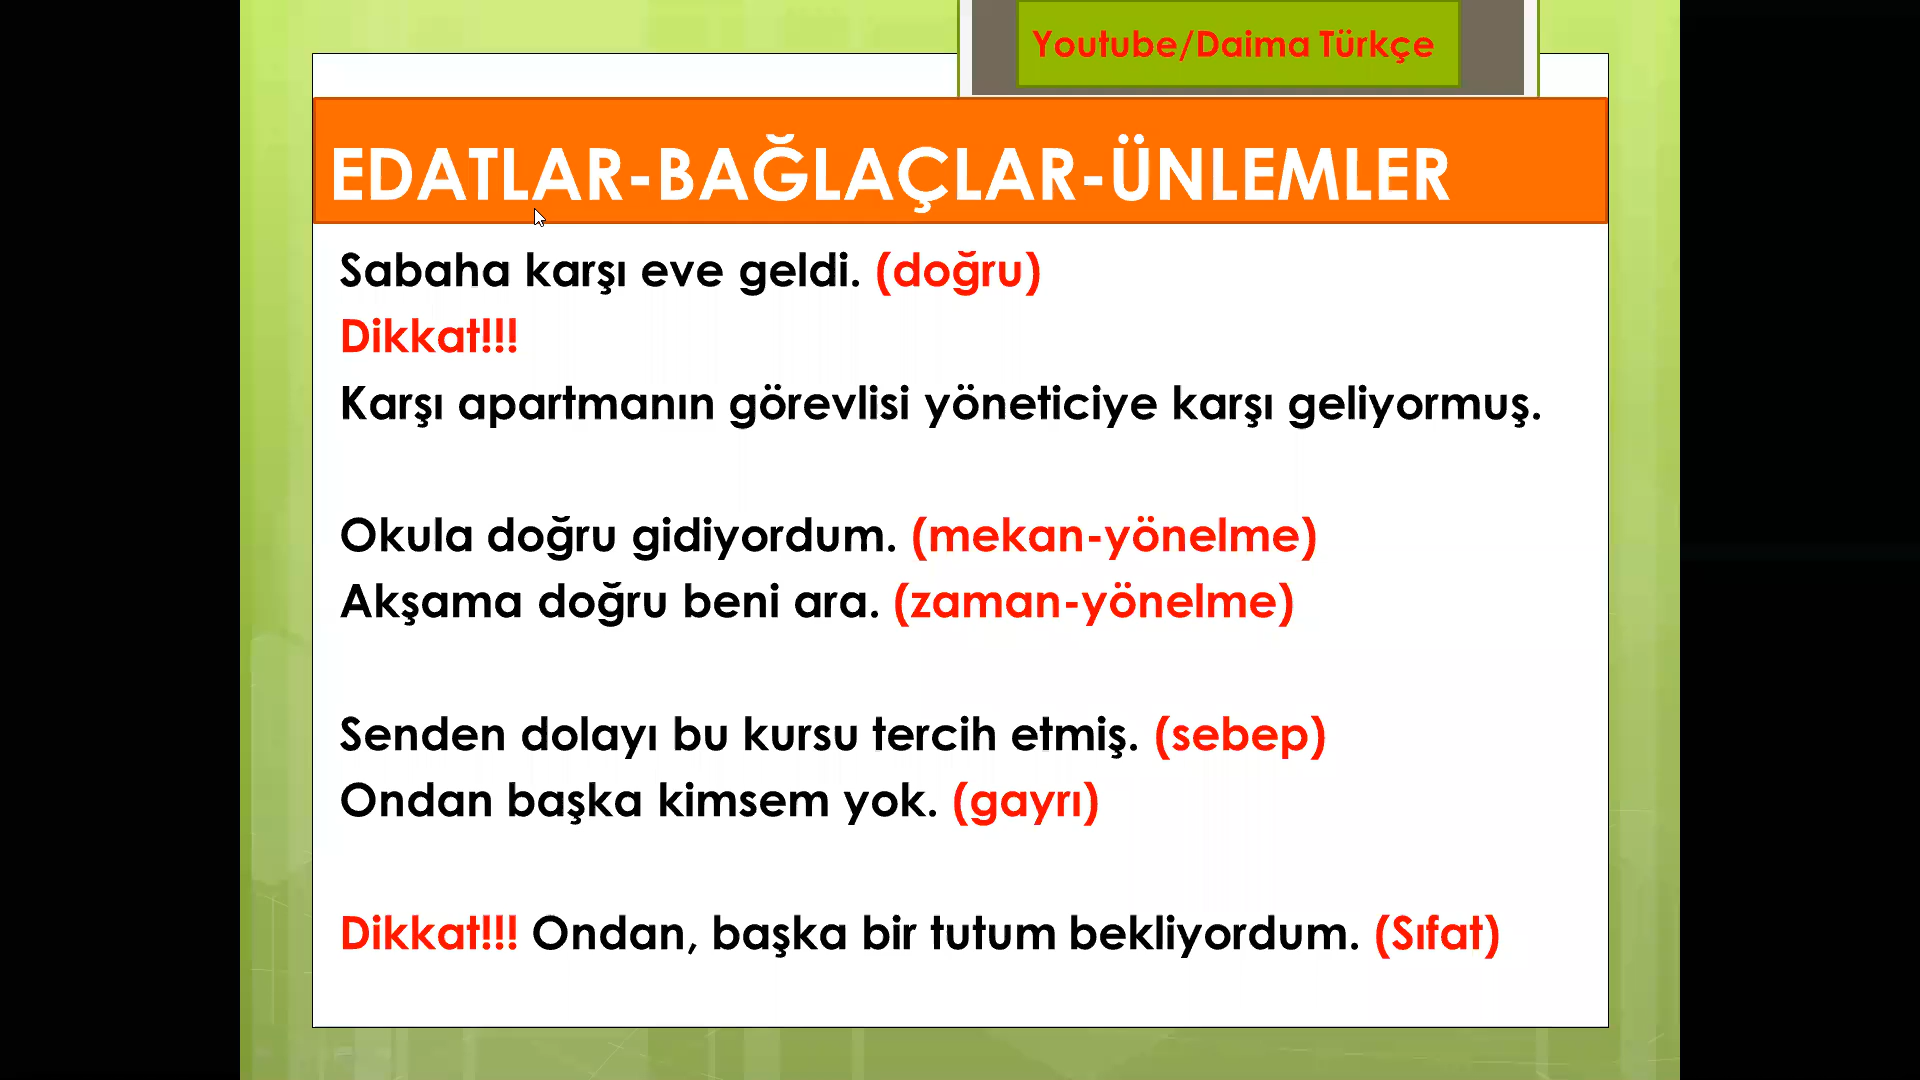 Youtube/Daima Türkçe
EDATLAR-BAĞLAÇLAR-ÜNLEMLER
Sabaha karşı eve geldi. (doğru)
Dikkat!!!
Karşı apartmanın görevlisi yöneticiye karşı geliyormuş.
Okula doğru gidiyordum. (mekan-yönelme)
Akşama doğru beni ara. (zaman-yönelme)
Senden dolayı bu kursu tercih etmiş. (sebep)
Ondan başka kimsem yok. (gayrı)
Dikkat!!! Ondan, başka bir tutum bekliyordum. (Sıfat)